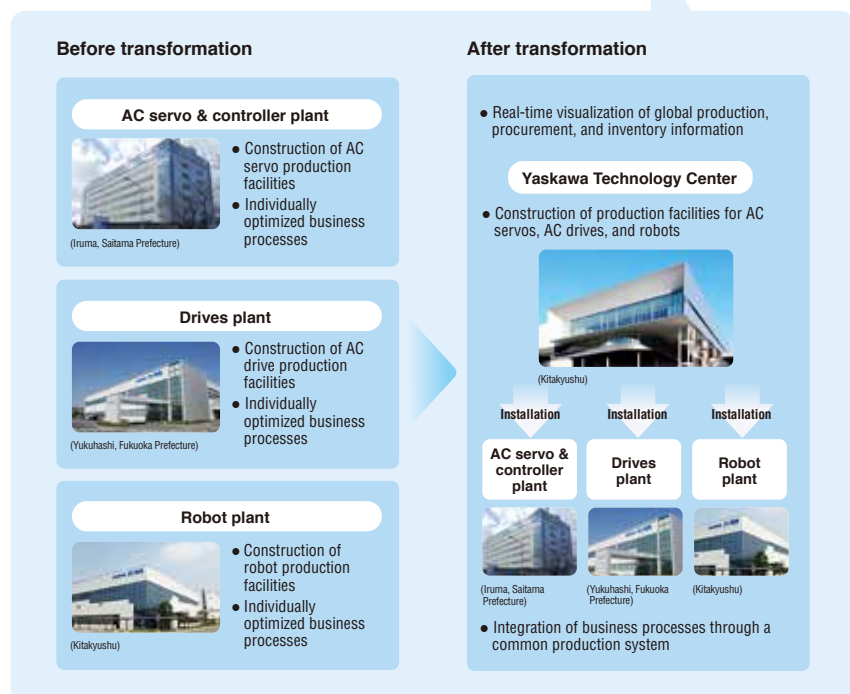 Before transformation
AC servo & controller plant
● Construction of AC
servo production
facilities
● Individually
optimized business
processes
(Iruma, Saitama Prefecture)
Drives plant
● Construction of AC
drive production
facilities
● Individually
optimized business
processes
(Yukuhashi, Fukuoka Prefecture)
Robot plant
● Construction of
robot production
facilities
● Individually
optimized business
processes
(Kitakyushu)
After transformation
● Real-time visualization of global production,
procurement, and inventory information
Yaskawa Technology Center
● Construction of production facilities for AC
servos, AC drives, and robots
(Kitakyushu)
Installation
Installation
Installation
AC servo &
controller
plant
Drives
plant
Robot
plant
(Iruma, Saitama
Prefecture)
(Yukuhashi, Fukuoka
Prefecture)
(Kitakyushu)
● Integration of business processes through a
common production system